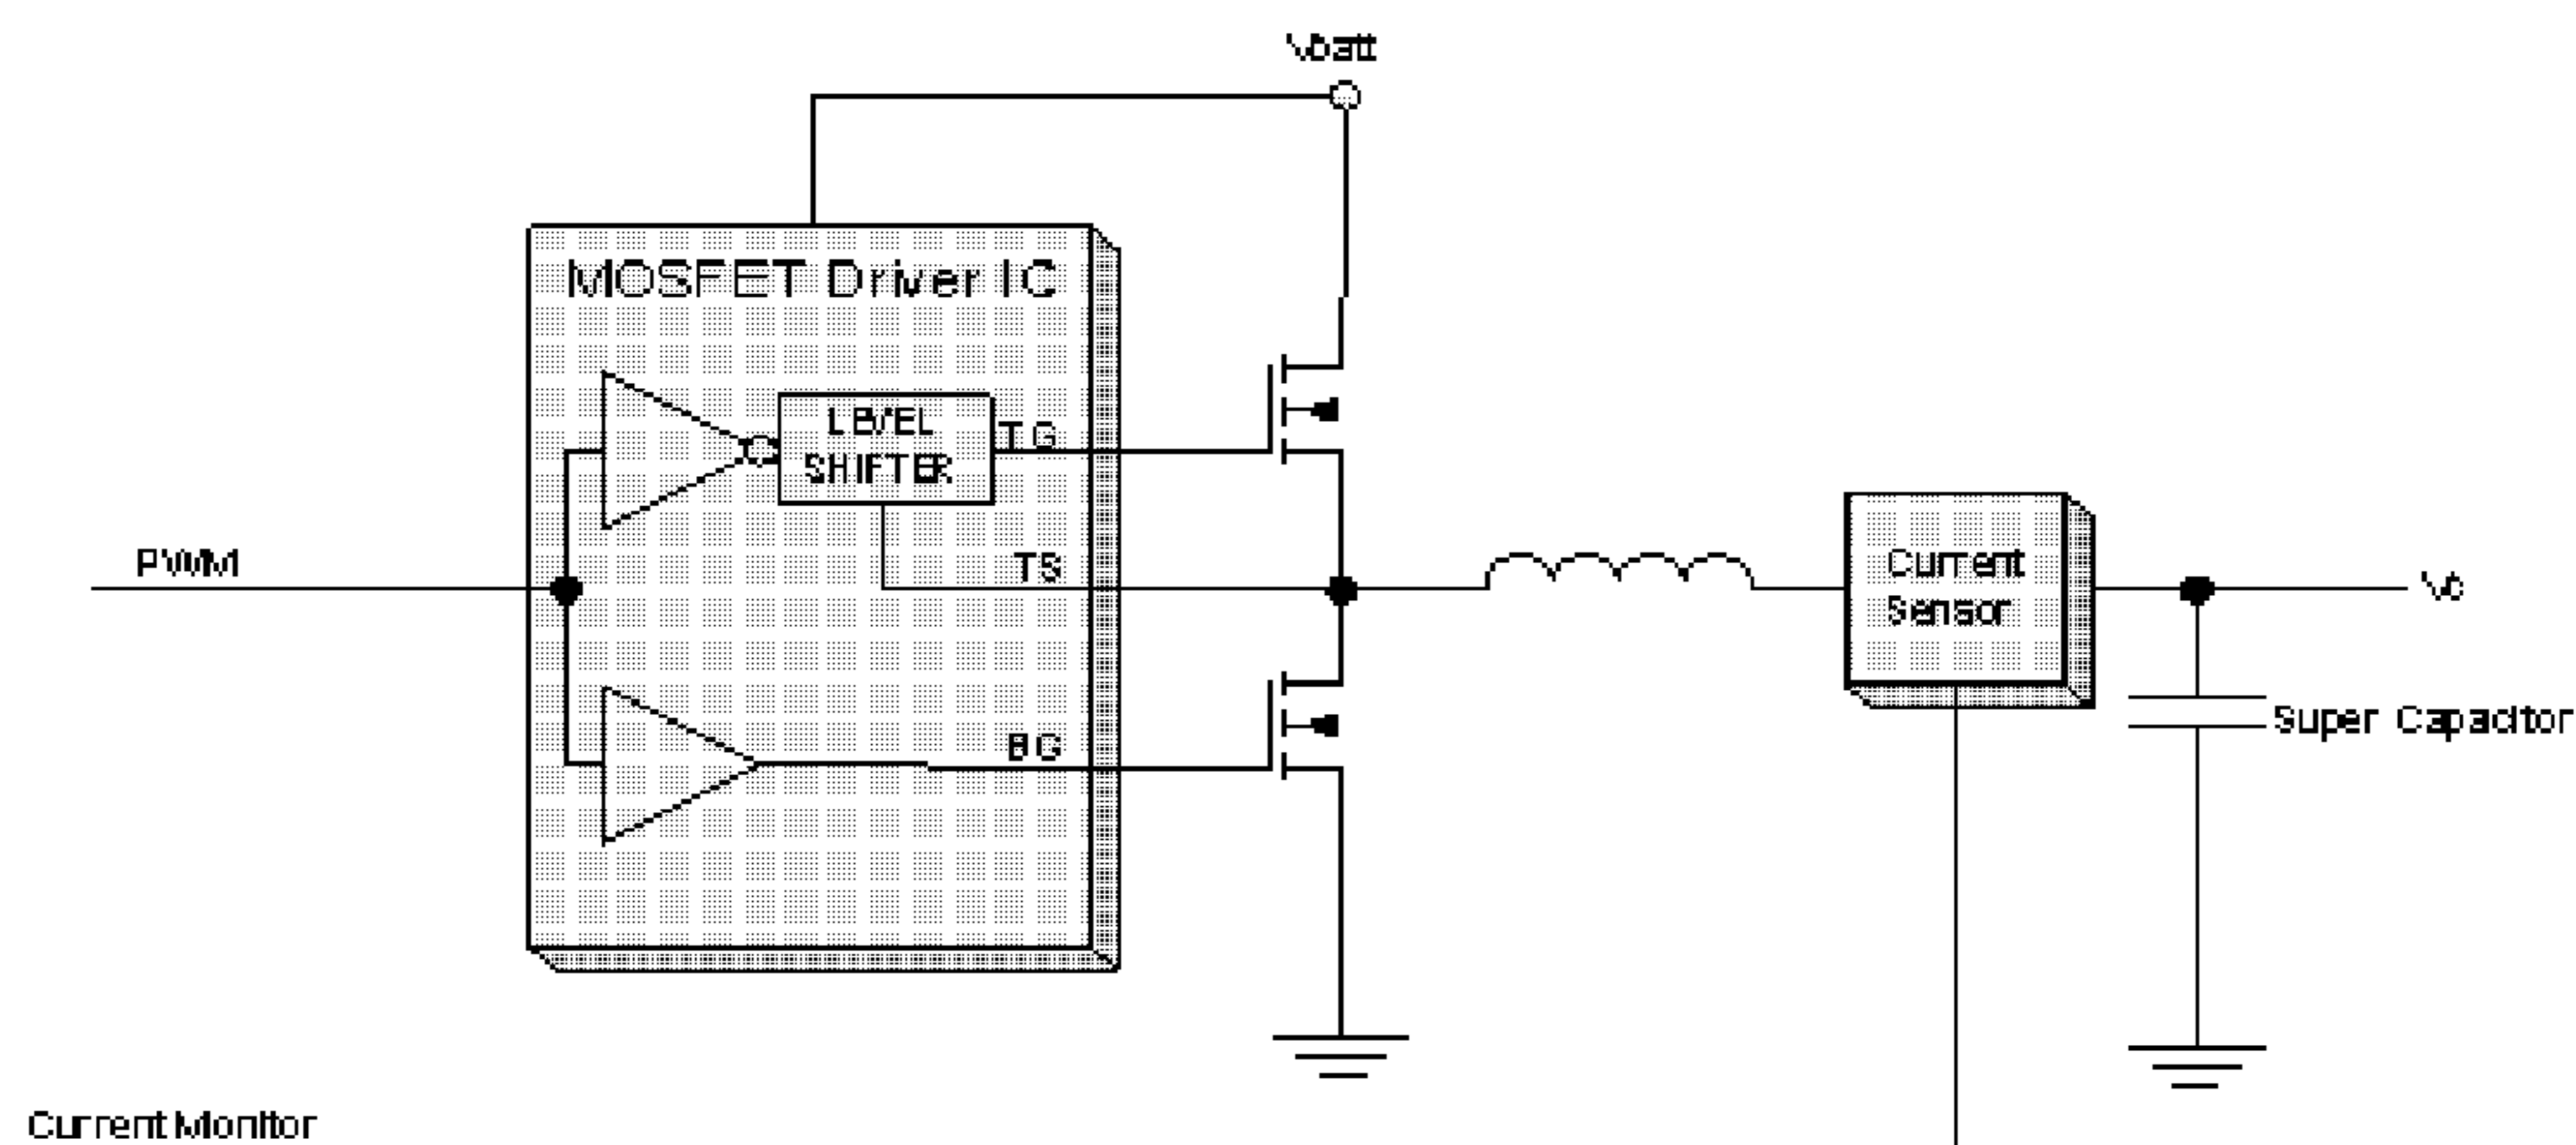 Vbatt
MOSFET Driver IC
LEVEL
SHIFTER
TG
PWM
TS
Current
Sensor
Vc
BG
Super Capacitor
Current Monitor